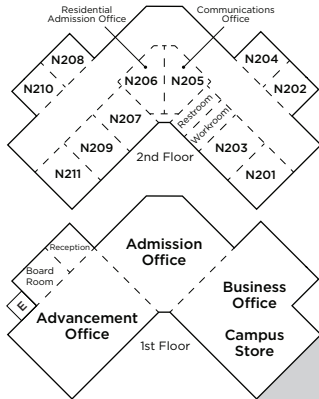 Residential
Admission Office
Communications
Office
N208
N210
N206
N205
N204
N202
N207
N209
N211
Restroom
Workroom
N203
N201
2nd Floor
Reception
Board
Room
E
Admission
Office
Advancement
Office
Business
Office
Campus
Store
1st Floor